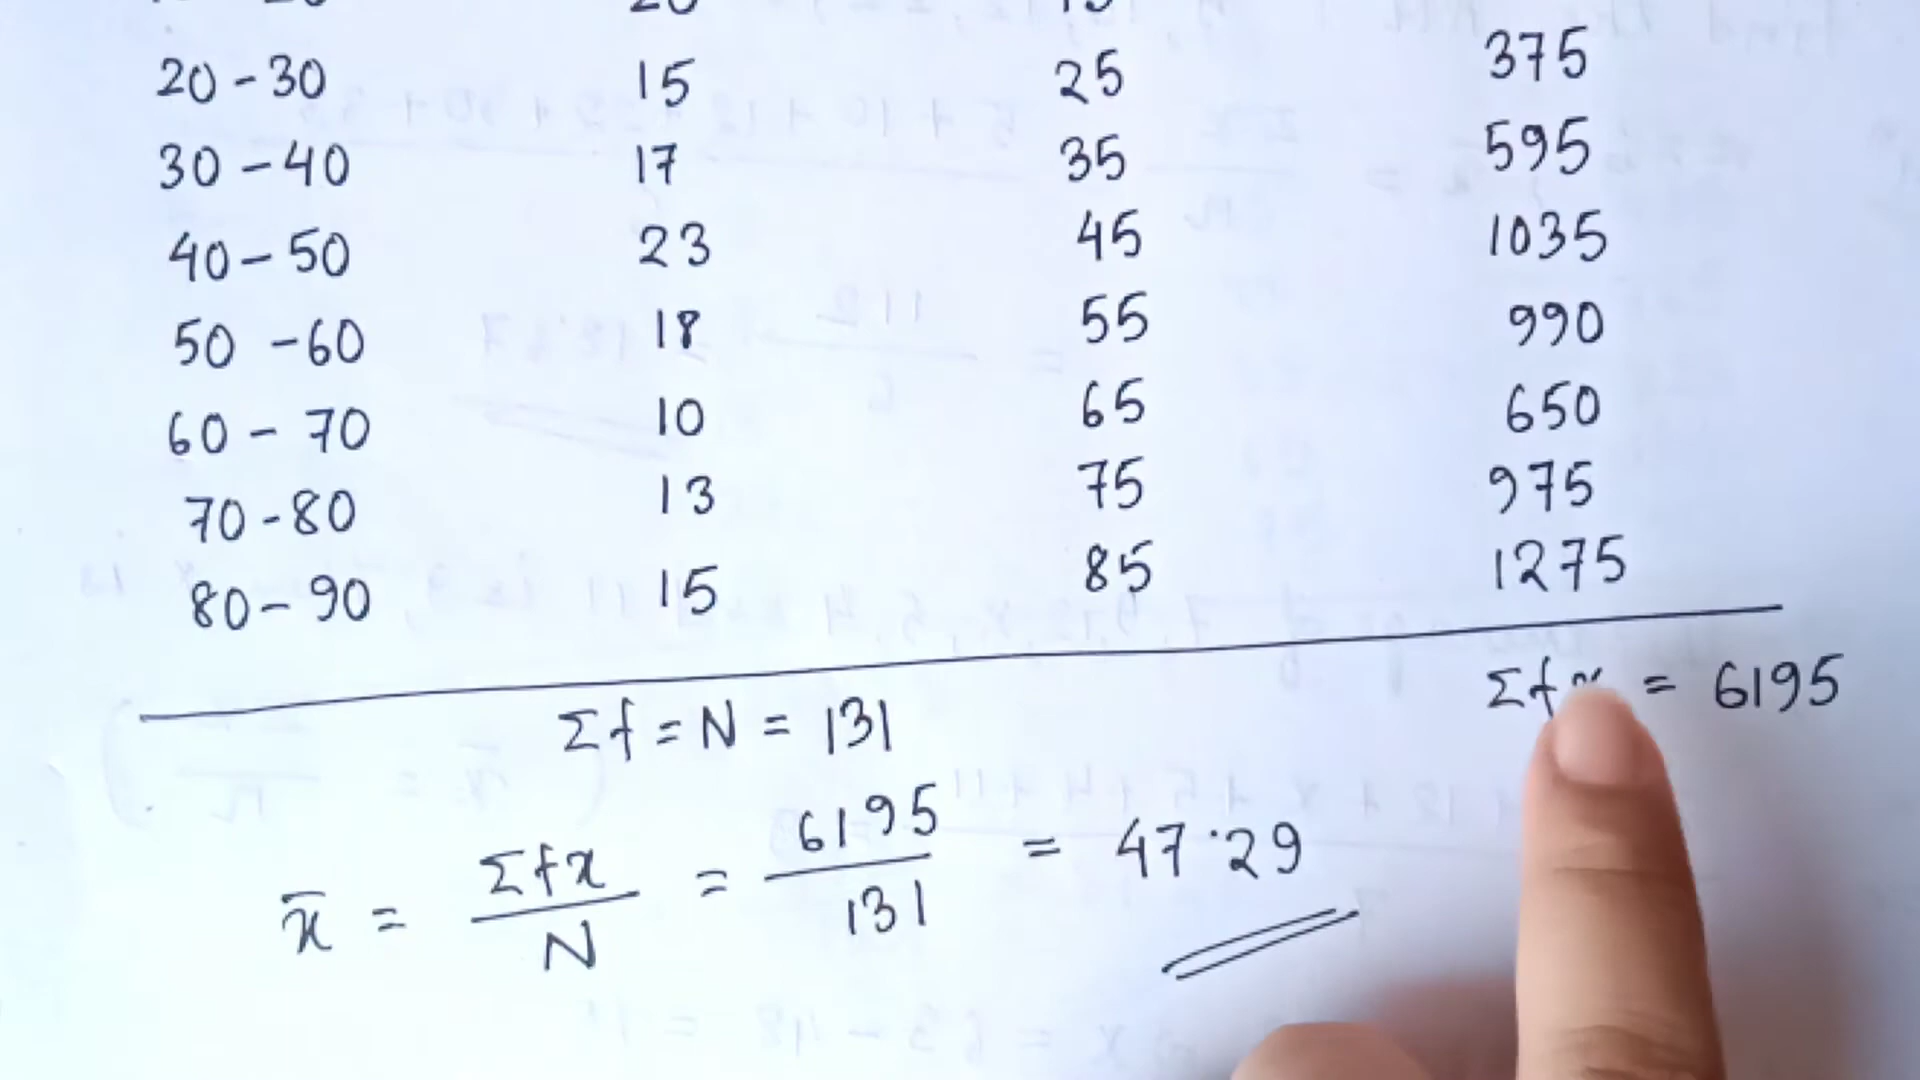 20-30 15 25 375
30-40 17 35 595
40-50 23 45 1035
50-60 18 55 990
60-70 10 65 650
70-80 13 75 975
80-90 15 85 1275
Σf = N = 131 Σfx = 6195
x̄ = Σfx/N = 6195/131 = 47.29